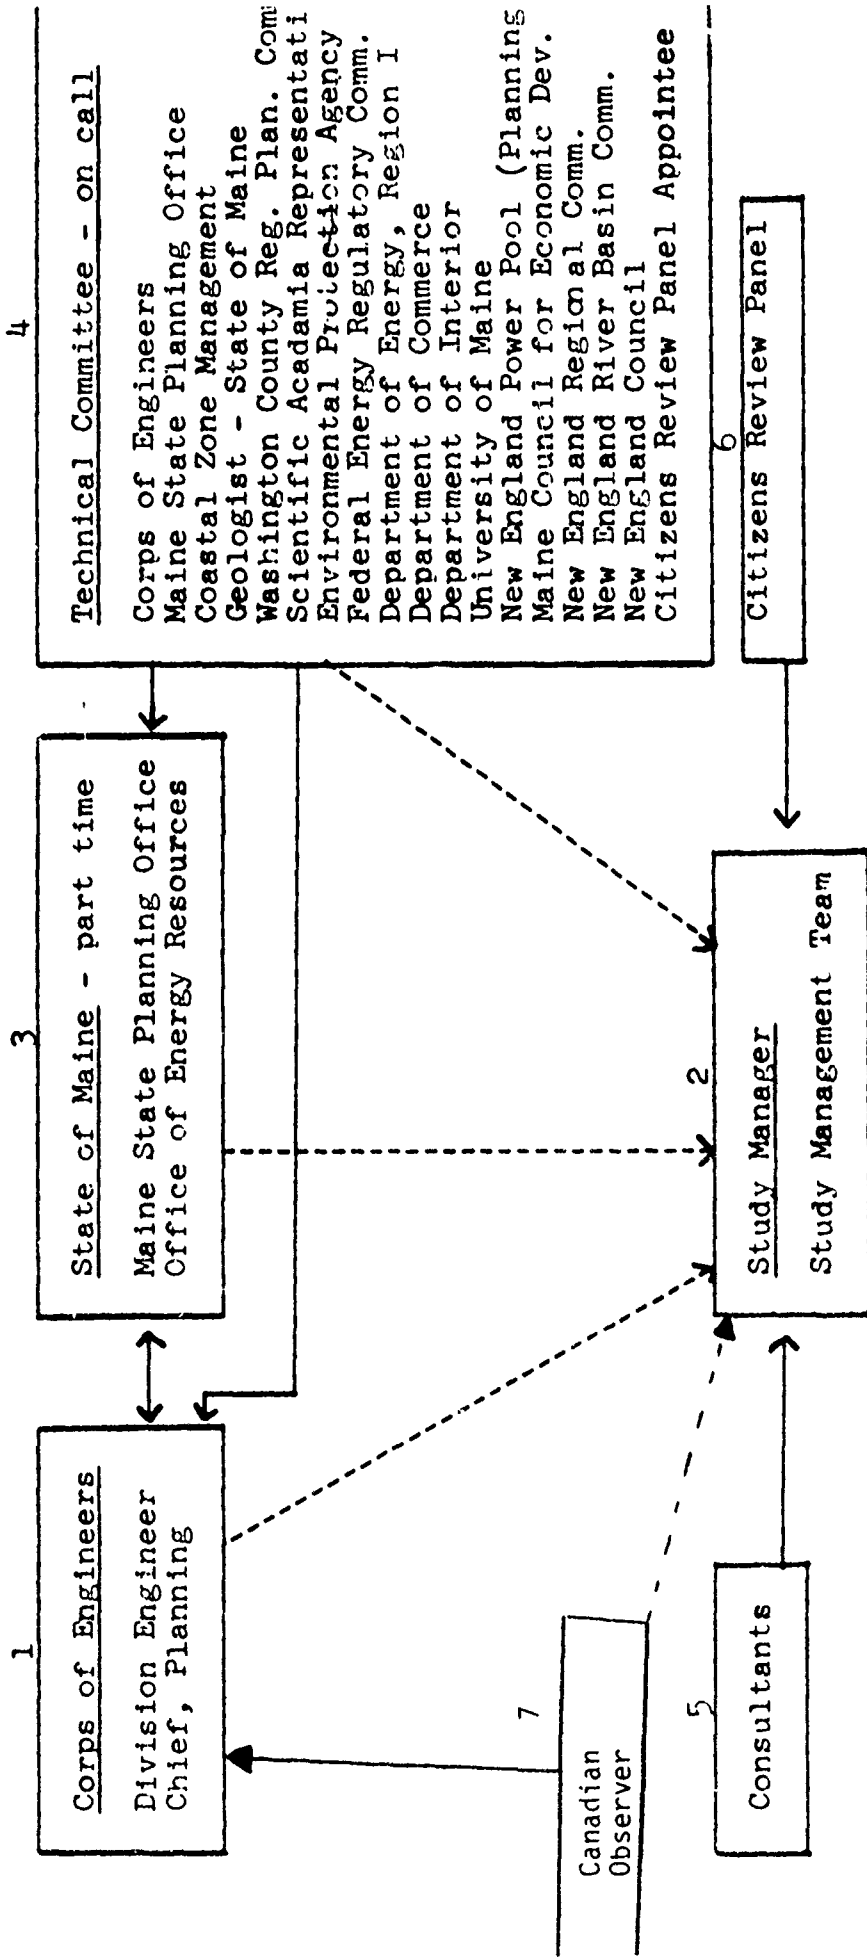 1
Corps of Engineers
Division Engineer
Chief, Planning
3
State of Maine - part time
Maine State Planning Office
Office of Energy Resources
4
Technical Committee - on call
Corps of Engineers
Maine State Planning Office
Coastal Zone Management
Geologist - State of Maine
Washington County Reg. Plan. Com
Scientific Acadamia Representati
Environmental Protection Agency
Federal Energy Regulatory Comm.
Department of Energy, Region I
Department of Commerce
Department of Interior
University of Maine
New England Power Pool (Planning
Maine Council for Economic Dev.
New England Regional Comm.
New England River Basin Comm.
New England Council
Citizens Review Panel Appointee
7
Canadian
Observer
5
Consultants
2
Study Manager
Study Management Team
6
Citizens Review Panel